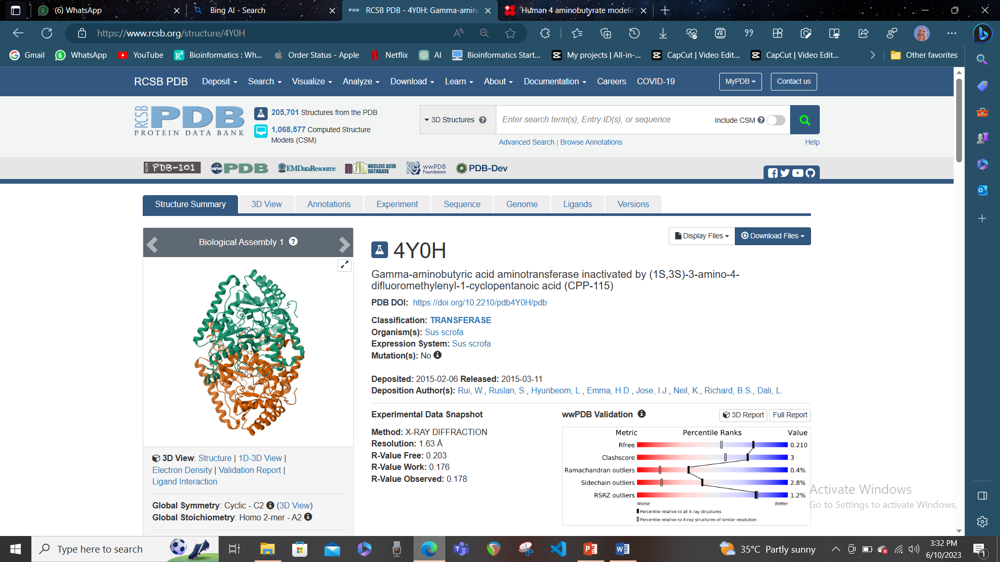 (6) WhatsApp
Bing AI - Search
RCSB PDB - 4Y0H: Gamma-amin
Human 4 aminobutyrate modelin
https://www.rcsb.org/structure/4Y0H
Gmail
WhatsApp
YouTube
Bioinformatics : Wh...
Order Status - Apple
Netflix
AI
Bioinformatics Start...
My projects | All-in-...
CapCut | Video Edit...
CapCut | Video Edit...
Other favorites
RCSB PDB Deposit Search Visualize Analyze Download Learn About Documentation Careers COVID-19 MyPDB Contact us
RCSB PDB
PROTEIN DATA BANK
205,701 Structures from the PDB
1,068,577 Computed Structure
Models (CSM)
3D Structures
Enter search term(s), Entry ID(s), or sequence
Include CSM
Advanced Search | Browse Annotations
Help
RCSB PDB-101
wwPDB
EMDataResource
ndb NUCLEIC ACID
DATABASE
wwPDB
Foundation
PDB-Dev
Structure Summary 3D View Annotations Experiment Sequence Genome Ligands Versions
Biological Assembly 1
Display Files
Download Files
4Y0H
Gamma-aminobutyric acid aminotransferase inactivated by (1S,3S)-3-amino-4-
difluoromethylenyl-1-cyclopentanoic acid (CPP-115)
PDB DOI: https://doi.org/10.2210/pdb4Y0H/pdb
Classification: TRANSFERASE
Organism(s): Sus scrofa
Expression System: Sus scrofa
Mutation(s): No
Deposited: 2015-02-06 Released: 2015-03-11
Deposition Author(s): Rui, W., Ruslan, S., Hyunbeom, L., Emma, H.D., Jose, I.J., Neil, K., Richard, B.S., Dali, L.
Experimental Data Snapshot
Method: X-RAY DIFFRACTION
Resolution: 1.63 Å
R-Value Free: 0.203
R-Value Work: 0.176
R-Value Observed: 0.178
wwPDB Validation
3D Report
Full Report
Metric Percentile Ranks Value
Rfree 0.210
Clashscore 3
Ramachandran outliers 0.4%
Sidechain outliers 2.8%
RSRZ outliers 1.2%
Worse Better
Percentile relative to all X-ray structures
Percentile relative to X-ray structures of similar resolution
3D View: Structure | 1D-3D View |
Electron Density | Validation Report |
Ligand Interaction
Global Symmetry: Cyclic - C2 (3D View)
Global Stoichiometry: Homo 2-mer - A2
Activate Windows
Go to Settings to activate Windows.
Type here to search
35°C Partly sunny
3:32 PM
6/10/2023
1